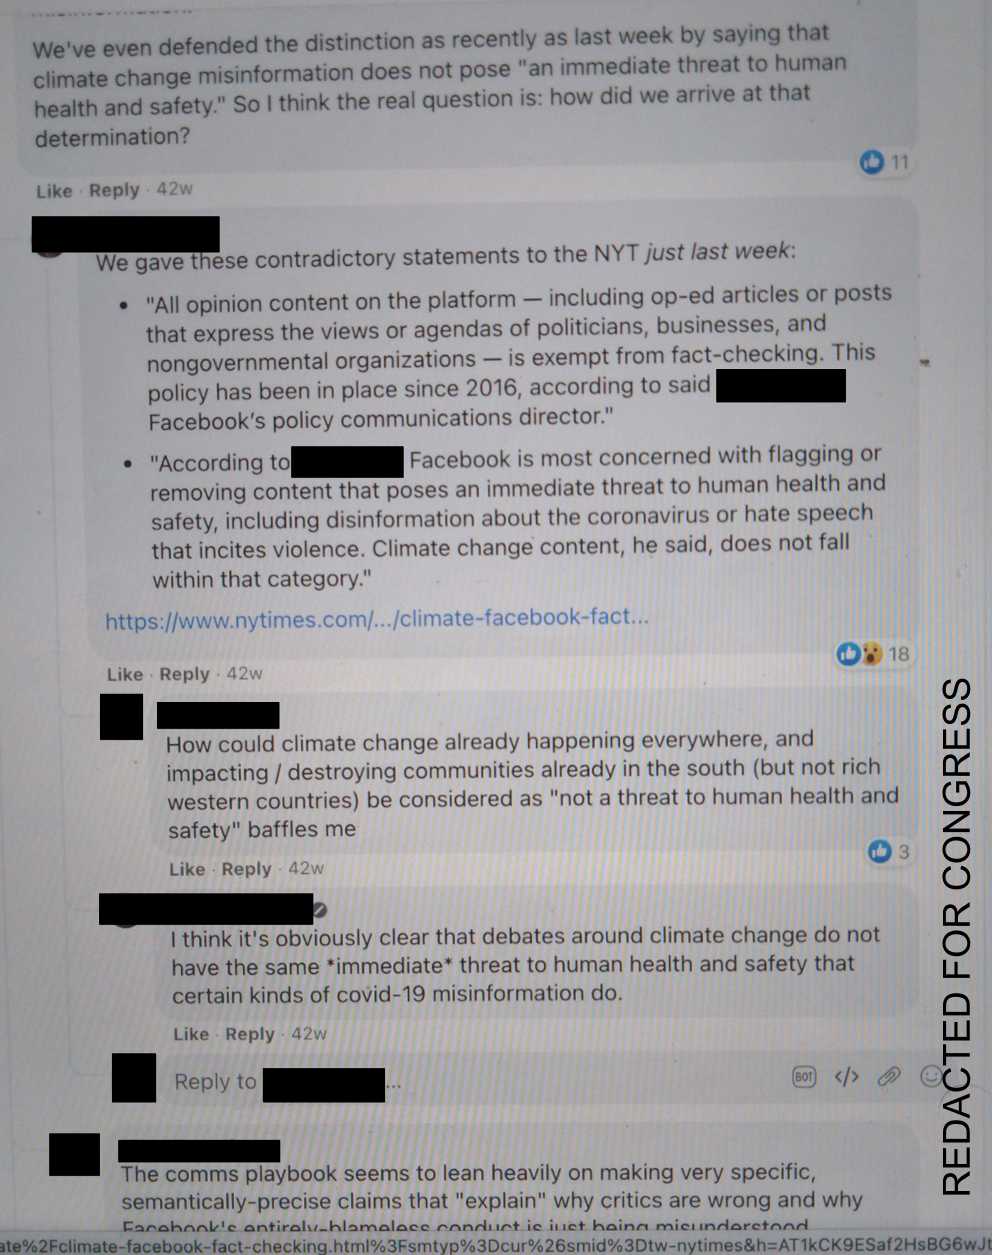 We've even defended the distinction as recently as last week by saying that
climate change misinformation does not pose "an immediate threat to human
health and safety." So I think the real question is: how did we arrive at that
determination?
11
Like · Reply · 42w
We gave these contradictory statements to the NYT just last week:
• "All opinion content on the platform — including op-ed articles or posts
that express the views or agendas of politicians, businesses, and
nongovernmental organizations — is exempt from fact-checking. This
policy has been in place since 2016, according to said
Facebook's policy communications director."
• "According to Facebook is most concerned with flagging or
removing content that poses an immediate threat to human health and
safety, including disinformation about the coronavirus or hate speech
that incites violence. Climate change content, he said, does not fall
within that category."
https://www.nytimes.com/.../climate-facebook-fact...
18
Like · Reply · 42w
How could climate change already happening everywhere, and
impacting / destroying communities already in the south (but not rich
western countries) be considered as "not a threat to human health and
safety" baffles me
3
Like · Reply · 42w
I think it's obviously clear that debates around climate change do not
have the same *immediate* threat to human health and safety that
certain kinds of covid-19 misinformation do.
Like · Reply · 42w
Reply to ...
BOT </>
The comms playbook seems to lean heavily on making very specific,
semantically-precise claims that "explain" why critics are wrong and why
Facebook's entirely-blameless conduct is just being misunderstood
ate%2Fclimate-facebook-fact-checking.html%3Fsmtyp%3Dcur%26smid%3Dtw-nytimes&h=AT1kCK9ESaf2HsBG6wJt
REDACTED FOR CONGRESS